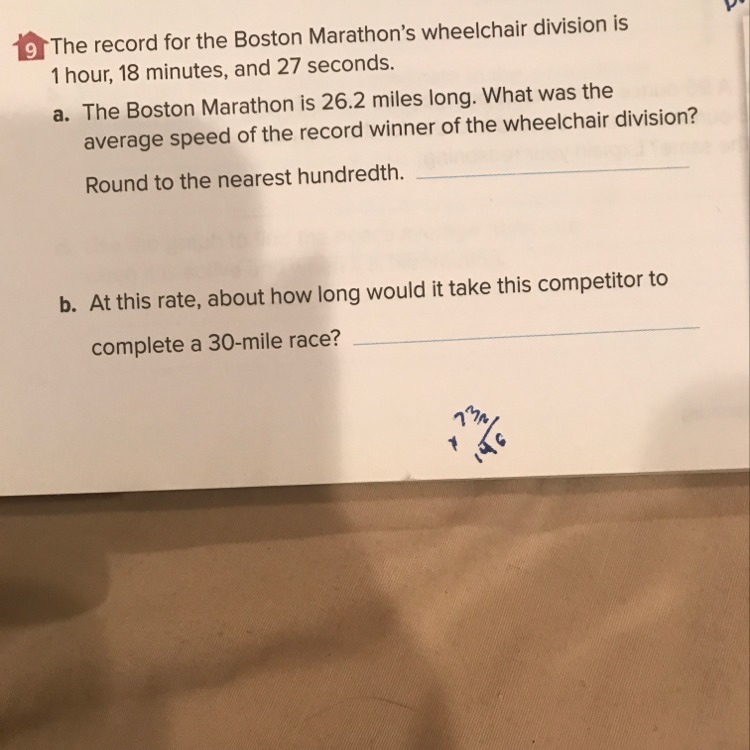 9 The record for the Boston Marathon's wheelchair division is
1 hour, 18 minutes, and 27 seconds.
a. The Boston Marathon is 26.2 miles long. What was the
average speed of the record winner of the wheelchair division?
Round to the nearest hundredth.
b. At this rate, about how long would it take this competitor to
complete a 30-mile race?